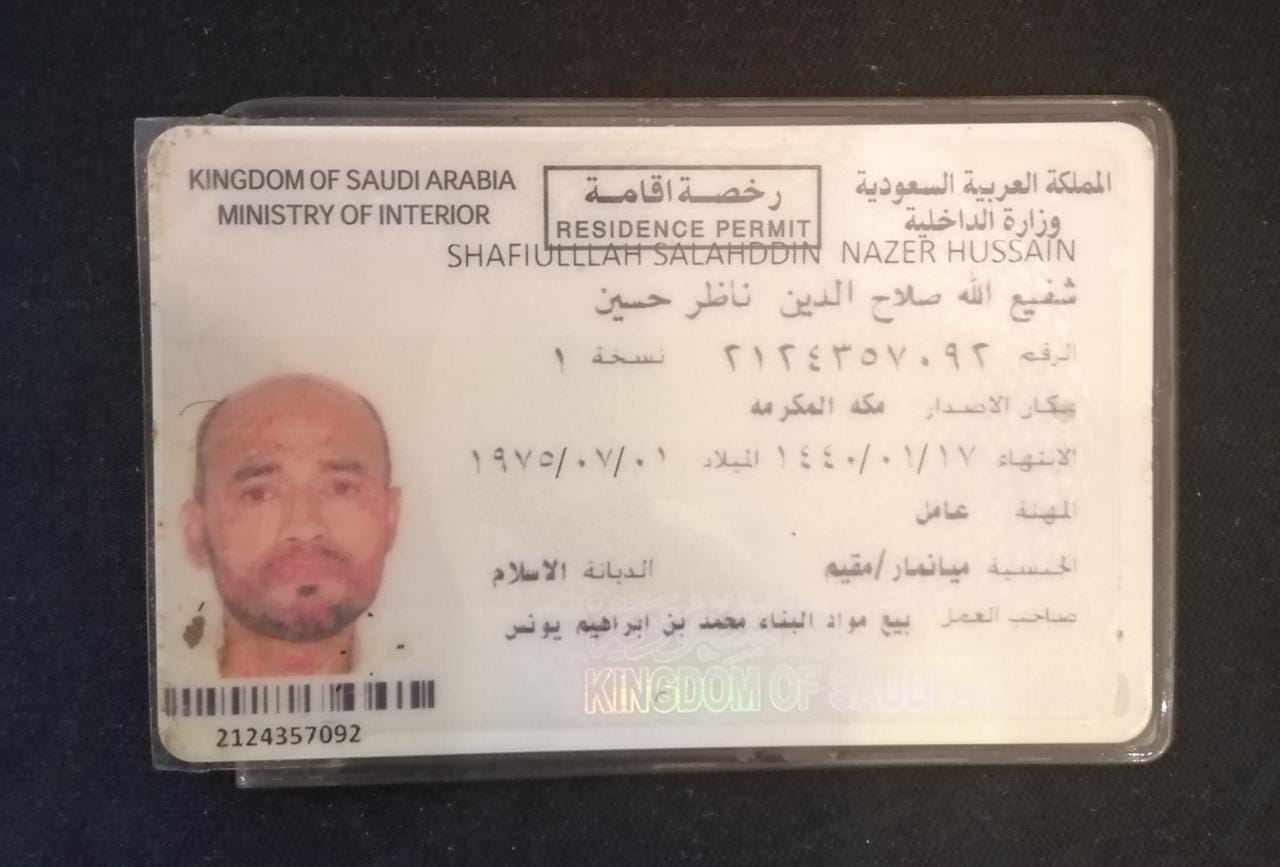 KINGDOM OF SAUDI ARABIA
MINISTRY OF INTERIOR
رخصة اقامة
RESIDENCE PERMIT
المملكة العربية السعودية
وزارة الداخلية
SHAFIULLLAH SALAHDDIN NAZER HUSSAIN
شفيع الله صلاح الدين ناظر حسين
الرقم ٢١٢٤٣٥٧٠٩٢ نسخة ١
مكان الاصدار مكه المكرمه
الانتهاء ١٤٤٠/٠١/١٧ الميلاد ١٩٧٥/٠٧/٠١
المهنة عامل
الجنسية ميانمار/مقيم الديانة الاسلام
صاحب العمل بيع مواد البناء محمد بن ابراهيم يونس
KINGDOM OF SAUDI
2124357092